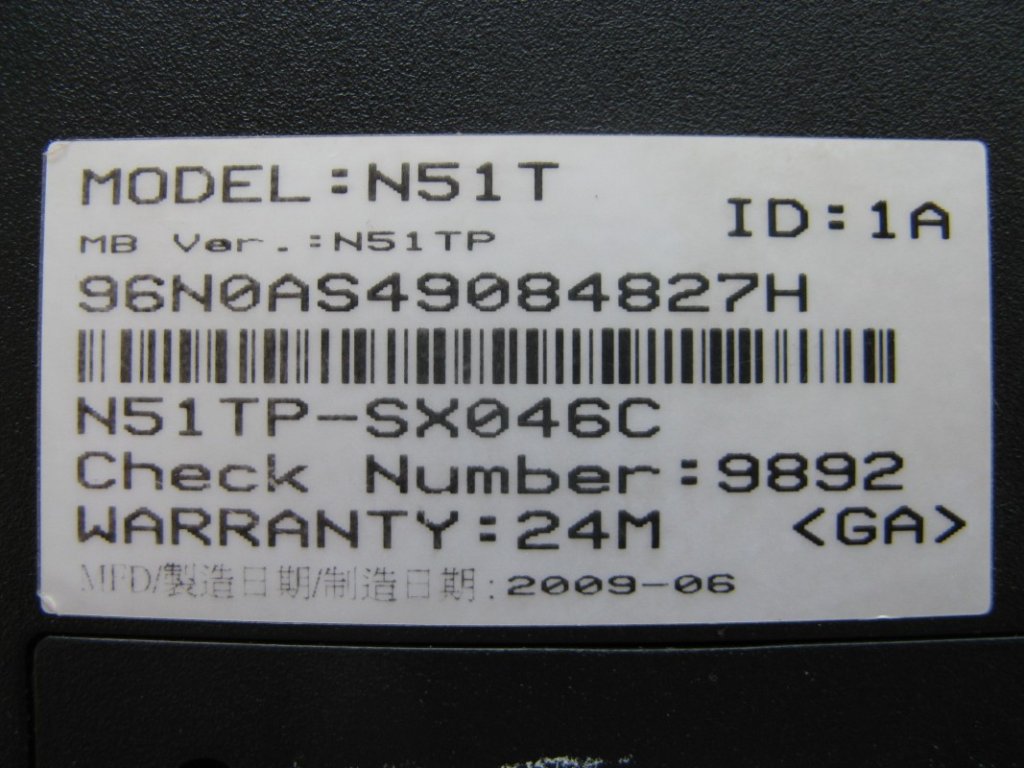 MODEL:N51T
ID:1A
MB Ver.:N51TP
96N0AS49084827H
N51TP-SX046C
Check Number:9892
WARRANTY:24M <GA>
MFD/製造日期/制造日期:2009-06